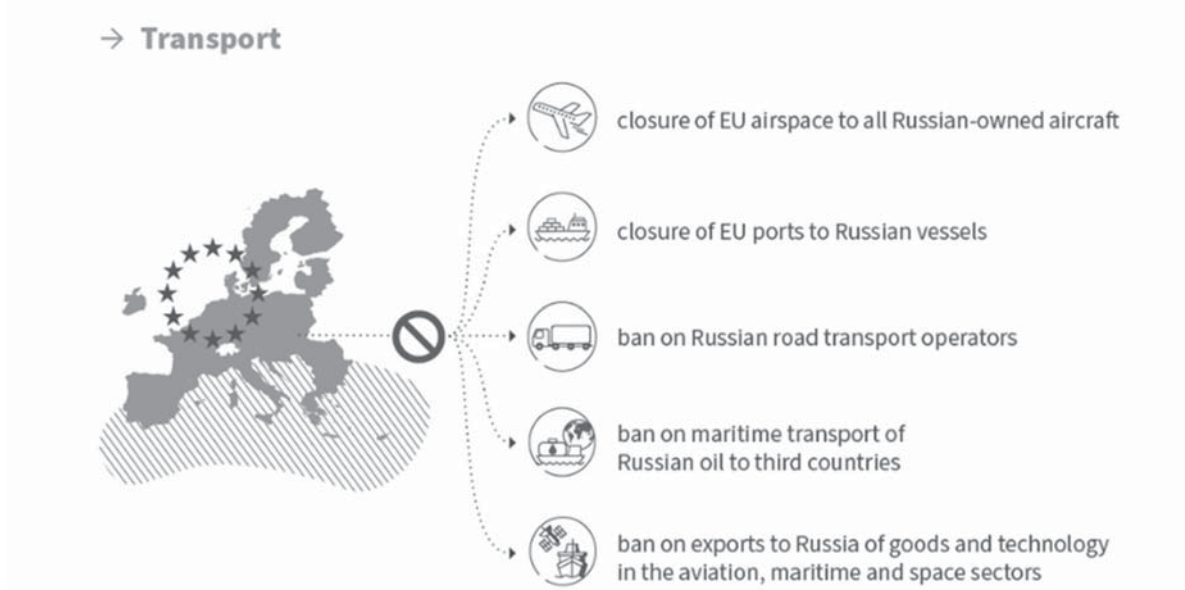 → Transport
closure of EU airspace to all Russian-owned aircraft
closure of EU ports to Russian vessels
ban on Russian road transport operators
ban on maritime transport of
Russian oil to third countries
ban on exports to Russia of goods and technology
in the aviation, maritime and space sectors